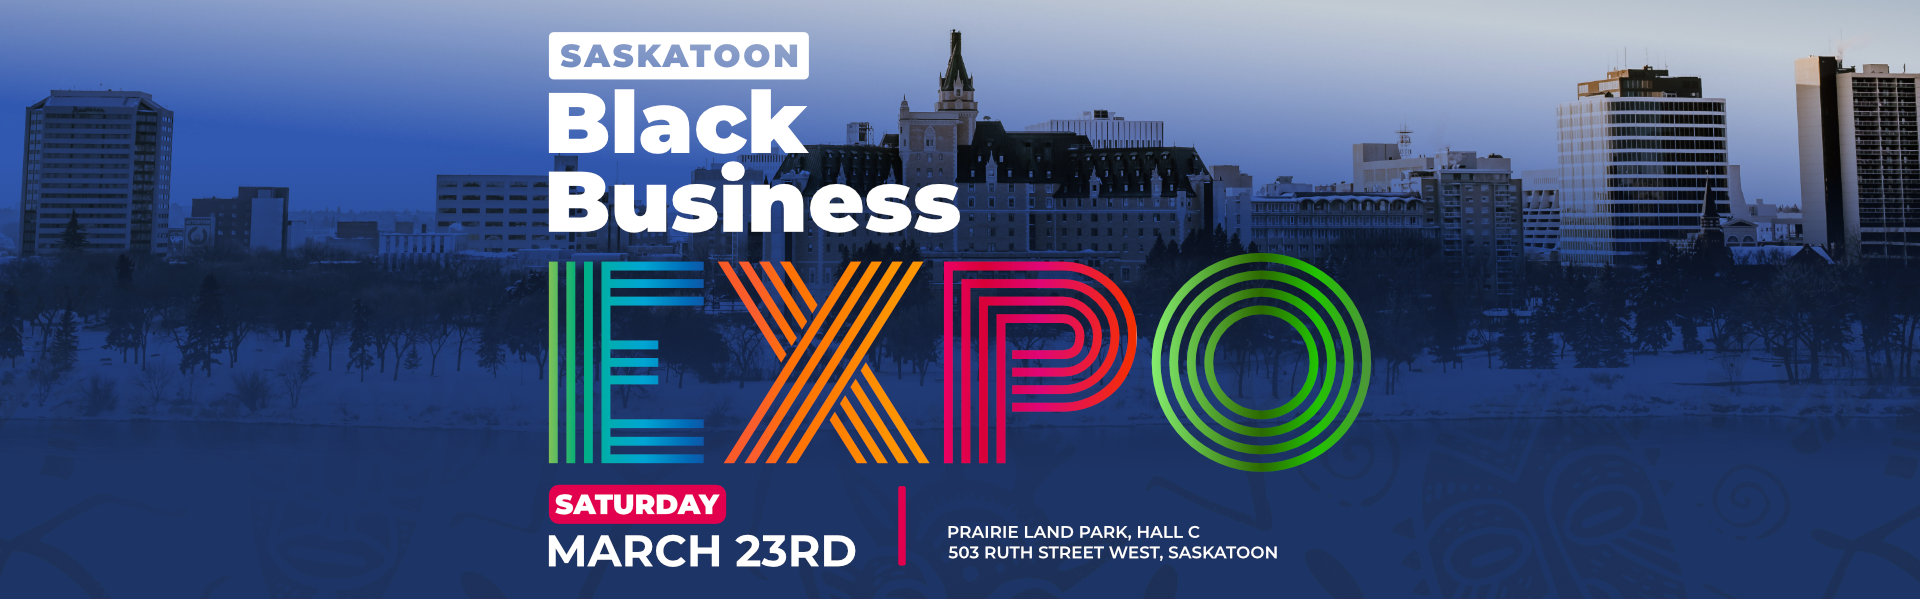 SASKATOON
Black
Business
EXPO
SATURDAY
MARCH 23RD
PRAIRIE LAND PARK, HALL C
503 RUTH STREET WEST, SASKATOON